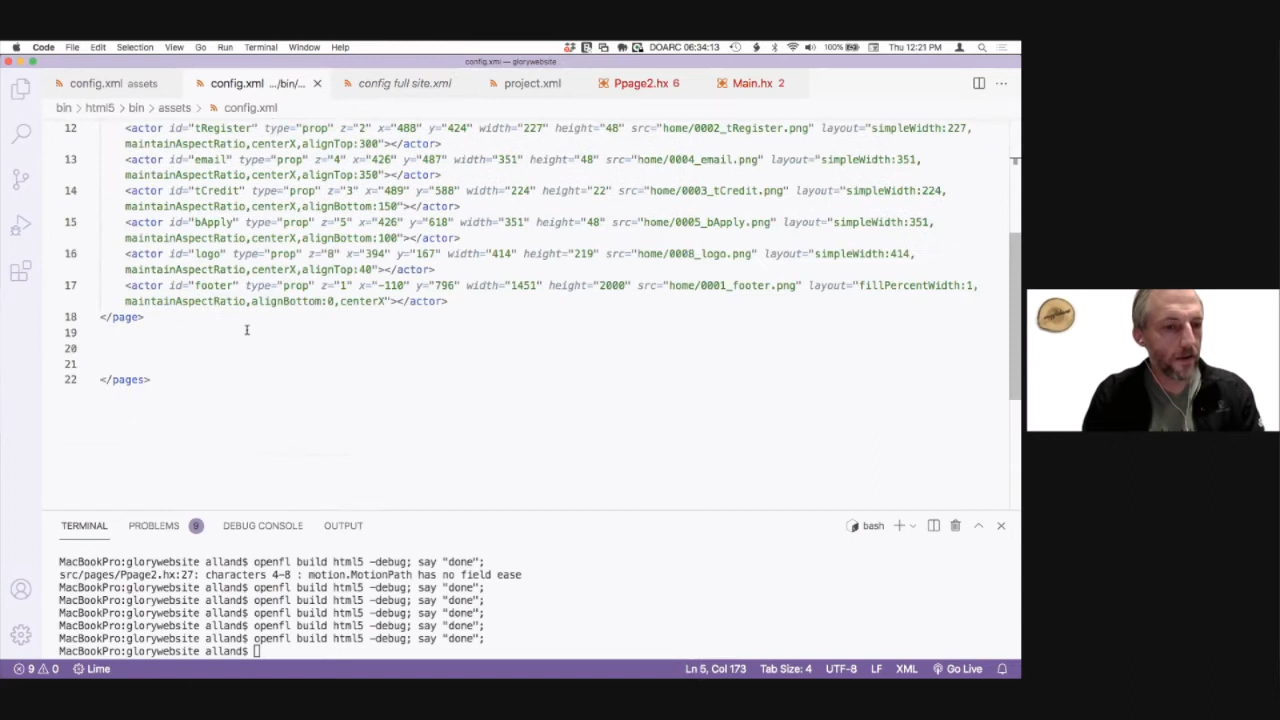 Code File Edit Selection View Go Run Terminal Window Help DOARC 06:34:13 100% Thu 12:21 PM
config.xml — glorywebsite
config.xml assets config.xml .../bin/... config full site.xml project.xml Ppage2.hx 6 Main.hx 2
bin > html5 > bin > assets > config.xml
12 <actor id="tRegister" type="prop" z="2" x="488" y="424" width="227" height="48" src="home/0002_tRegister.png" layout="simpleWidth:227,
maintainAspectRatio,centerX,alignTop:300"></actor>
13 <actor id="email" type="prop" z="4" x="426" y="487" width="351" height="48" src="home/0004_email.png" layout="simpleWidth:351,
maintainAspectRatio,centerX,alignTop:350"></actor>
14 <actor id="tCredit" type="prop" z="3" x="489" y="588" width="224" height="22" src="home/0003_tCredit.png" layout="simpleWidth:224,
maintainAspectRatio,centerX,alignBottom:150"></actor>
15 <actor id="bApply" type="prop" z="5" x="426" y="618" width="351" height="48" src="home/0005_bApply.png" layout="simpleWidth:351,
maintainAspectRatio,centerX,alignBottom:100"></actor>
16 <actor id="logo" type="prop" z="8" x="394" y="167" width="414" height="219" src="home/0008_logo.png" layout="simpleWidth:414,
maintainAspectRatio,centerX,alignTop:40"></actor>
17 <actor id="footer" type="prop" z="1" x="-110" y="796" width="1451" height="2000" src="home/0001_footer.png" layout="fillPercentWidth:1,
maintainAspectRatio,alignBottom:0,centerX"></actor>
18 </page>
19
20
21
22 </pages>
TERMINAL PROBLEMS 9 DEBUG CONSOLE OUTPUT bash
MacBookPro:glorywebsite alland$ openfl build html5 -debug; say "done";
src/pages/Ppage2.hx:27: characters 4-8 : motion.MotionPath has no field ease
MacBookPro:glorywebsite alland$ openfl build html5 -debug; say "done";
MacBookPro:glorywebsite alland$ openfl build html5 -debug; say "done";
MacBookPro:glorywebsite alland$ openfl build html5 -debug; say "done";
MacBookPro:glorywebsite alland$ openfl build html5 -debug; say "done";
MacBookPro:glorywebsite alland$ openfl build html5 -debug; say "done";
MacBookPro:glorywebsite alland$
9 0 Lime Ln 5, Col 173 Tab Size: 4 UTF-8 LF XML Go Live